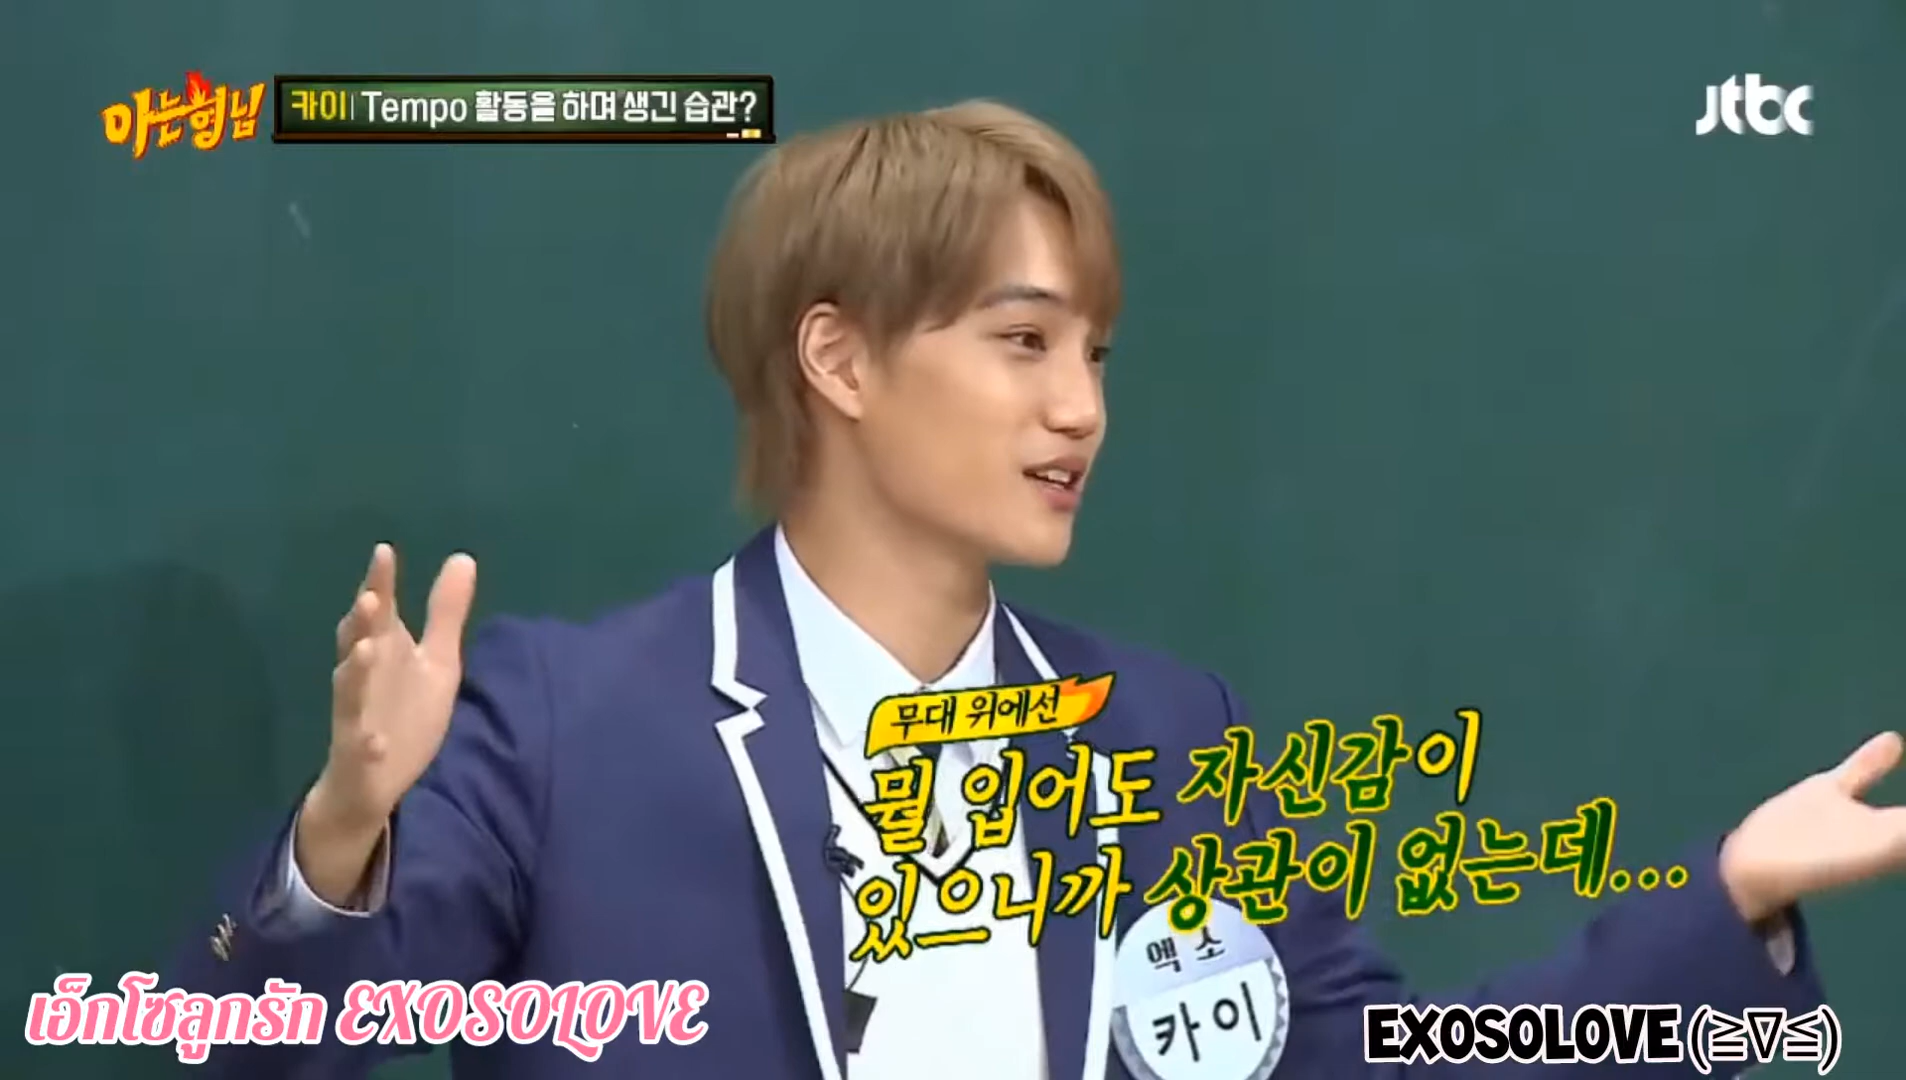 아는형님
카이 | Tempo 활동을 하며 생긴 습관?
jtbc
무대 위에선
뭘 입어도 자신감이
있으니까 상관이 없는데...
엑소
카이
เอ็กโซลูกรัก EXOSOLOVE
EXOSOLOVE (≧∇≦)